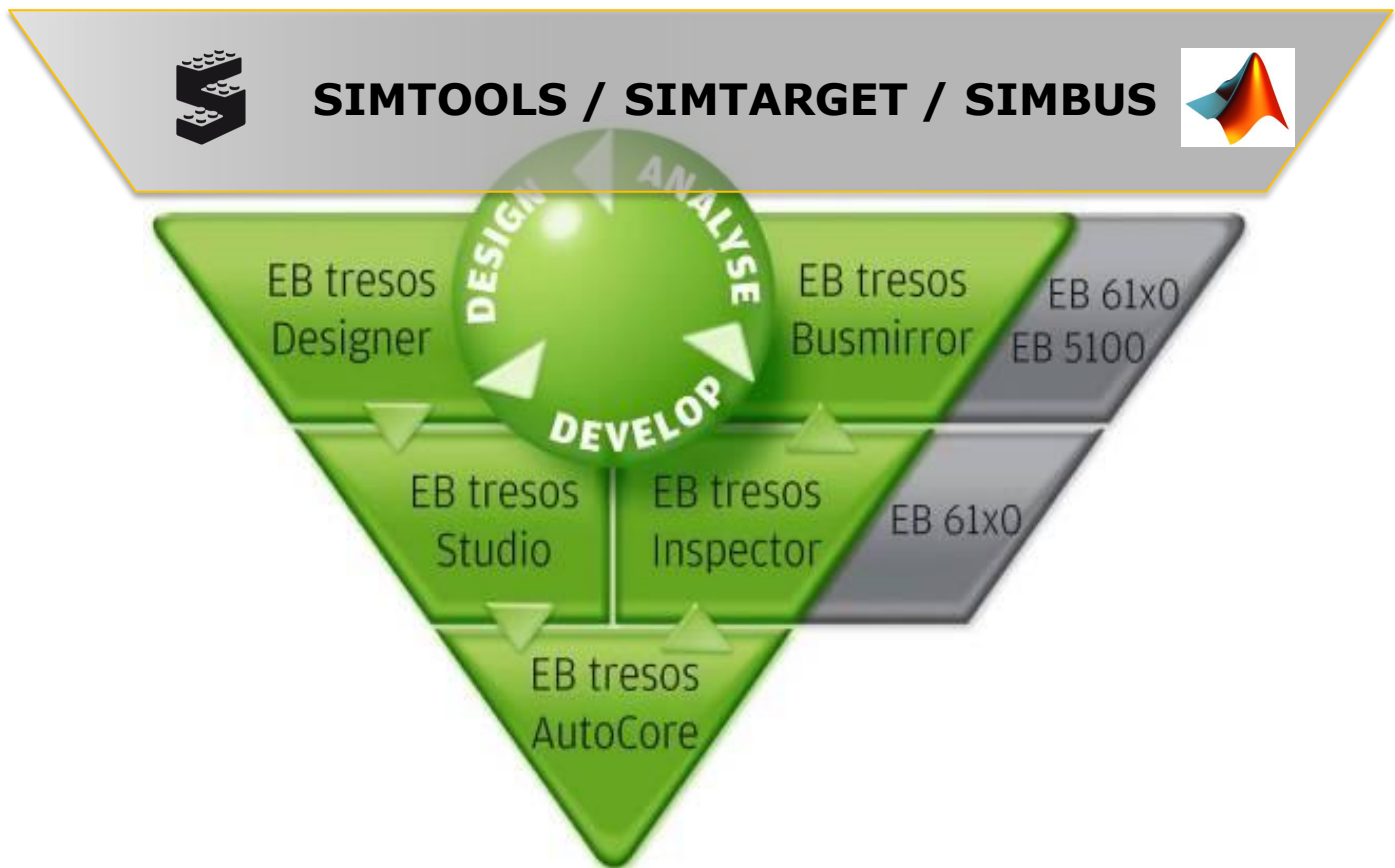 SIMTOOLS / SIMTARGET / SIMBUS
DESIGN
ANALYSE
DEVELOP
EB tresos
Designer
EB tresos
Busmirror
EB 61x0
EB 5100
EB tresos
Studio
EB tresos
Inspector
EB 61x0
EB tresos
AutoCore